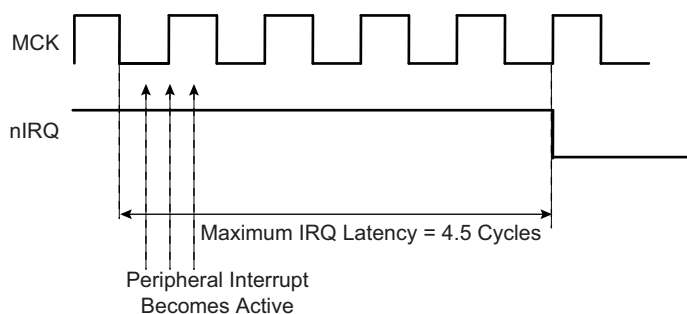 MCK
nIRQ
Maximum IRQ Latency = 4.5 Cycles
Peripheral Interrupt
Becomes Active